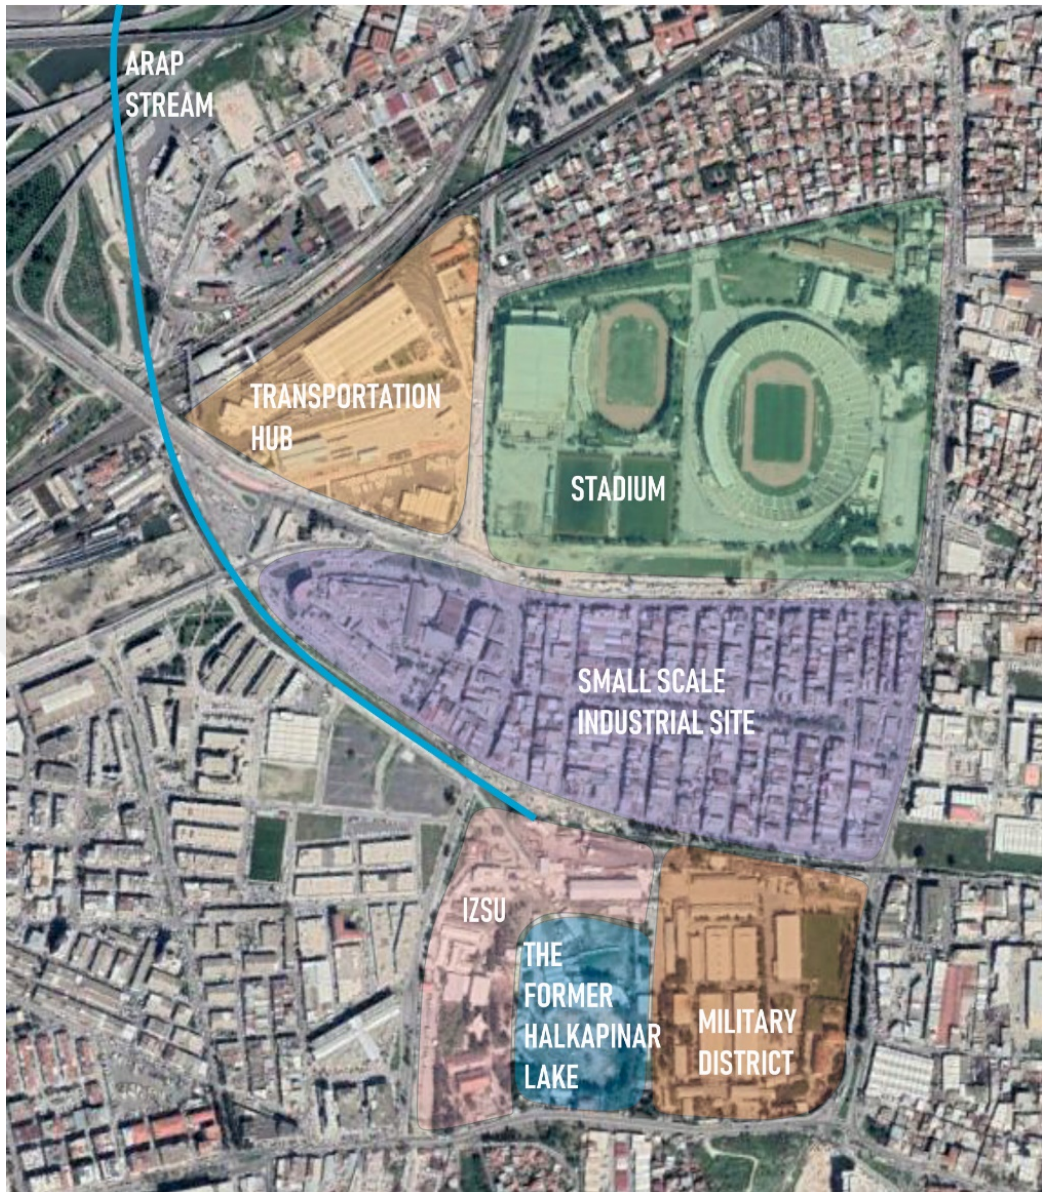 ARAP
STREAM
TRANSPORTATION
HUB
STADIUM
SMALL SCALE
INDUSTRIAL SITE
IZSU
THE
FORMER
HALKAPINAR
LAKE
MILITARY
DISTRICT